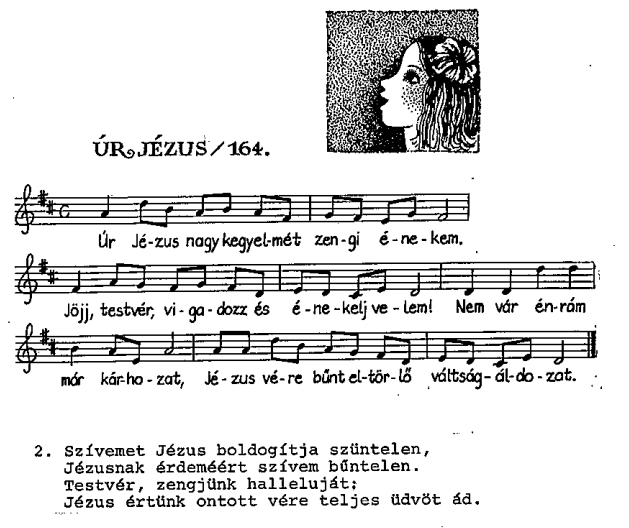 ÚR JÉZUS/164.
Úr Jé-zus nagy kegyel-mét zen-gi é-ne-kem.
Jöjj, testvér, vi-ga-dozz és é-ne-kelj ve-lem! Nem vár én-rám
már kár-ho-zat, Jé-zus vé-re bűnt el-tör-lő váltság-ál-do-zat.
2. Szívemet Jézus boldogítja szüntelen,
Jézusnak érdeméért szívem bűntelen.
Testvér, zengjünk halleluját:
Jézus értünk ontott vére teljes üdvöt ád.